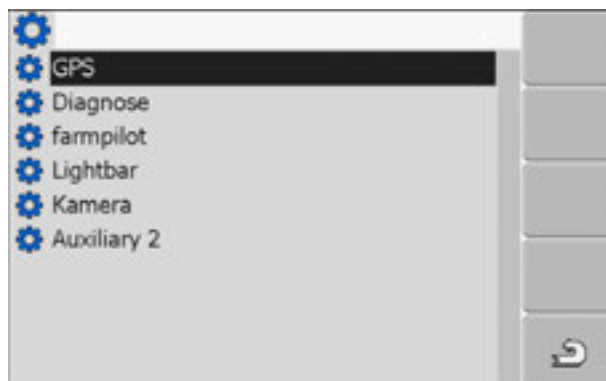 GPS
Diagnose
farmpilot
Lightbar
Kamera
Auxiliary 2